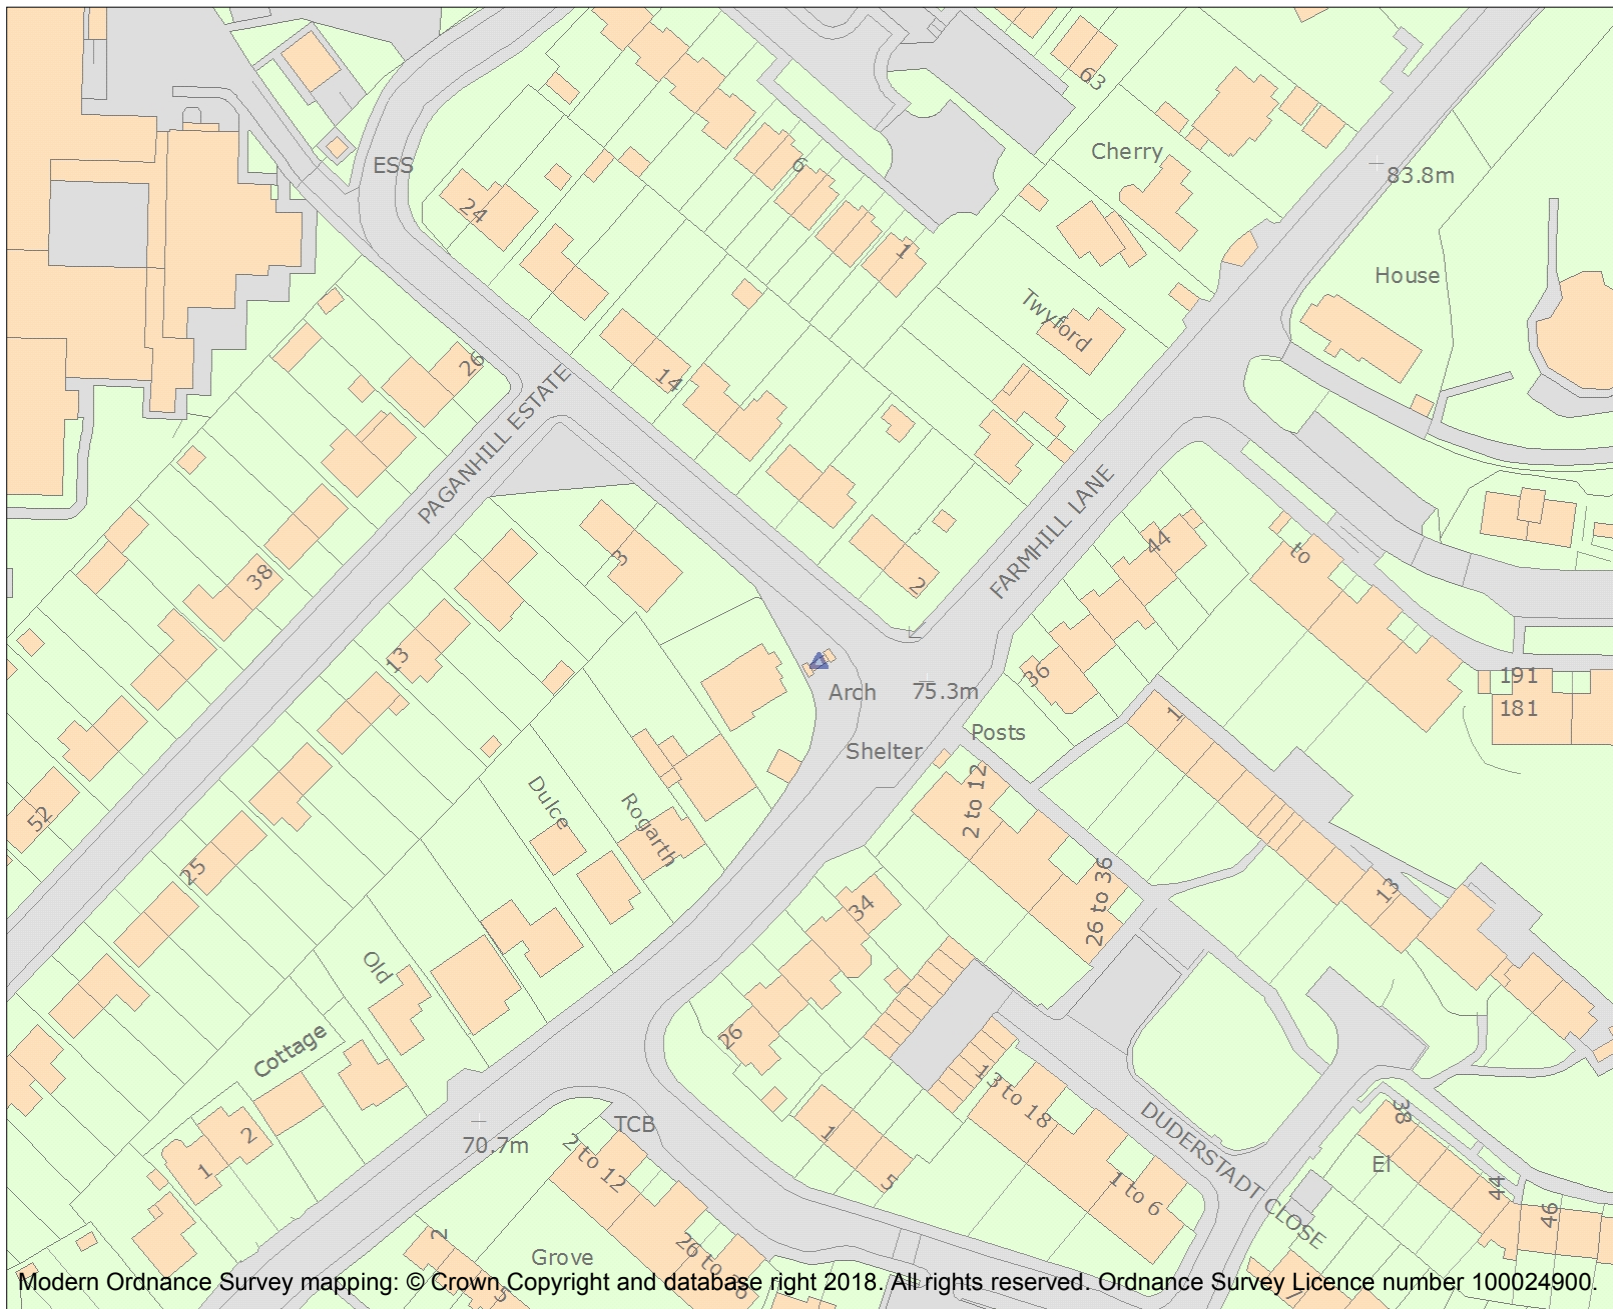 63
Cherry
ESS
6
83.8m
24
1
House
Twyford
26
14
PAGANHILL ESTATE
FARMHILL LANE
44
to
3
2
38
13
36
191
Arch
75.3m
181
1
Posts
Shelter
52
Dulce
Rogarth
2 to 12
25
26 to 36
13
34
Old
26
Cottage
13 to 18
38
TCB
DUDERSTADT CLOSE
2
70.7m
1
2 to 12
El
1
5
1 to 6
44
46
2
Grove
26 to 36
5
7
Modern Ordnance Survey mapping: © Crown Copyright and database right 2018. All rights reserved. Ordnance Survey Licence number 100024900.